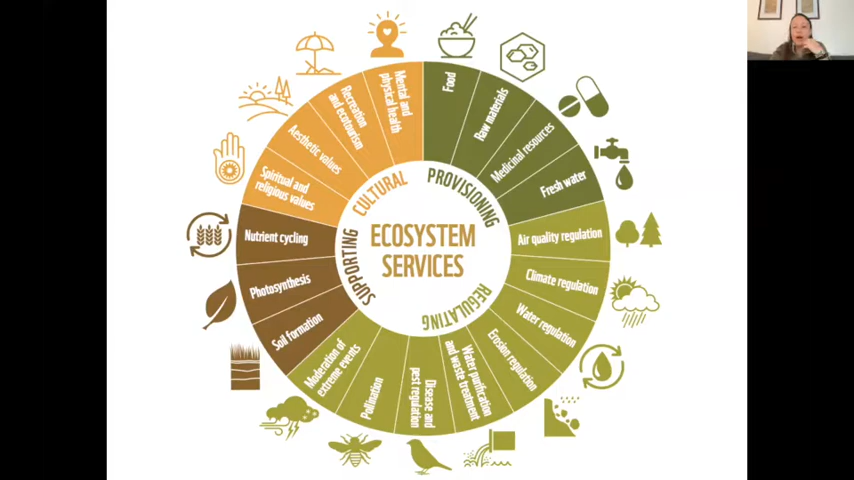 ECOSYSTEM
SERVICES
PROVISIONING
Food
Raw materials
Medicinal resources
Fresh water
REGULATING
Air quality regulation
Climate regulation
Water regulation
Erosion regulation
Water purification
and waste treatment
Disease and
pest regulation
Pollination
Moderation of
extreme events
SUPPORTING
Soil formation
Photosynthesis
Nutrient cycling
CULTURAL
Spiritual and
religious values
Aesthetic values
Recreation
and ecotourism
Mental and
physical health